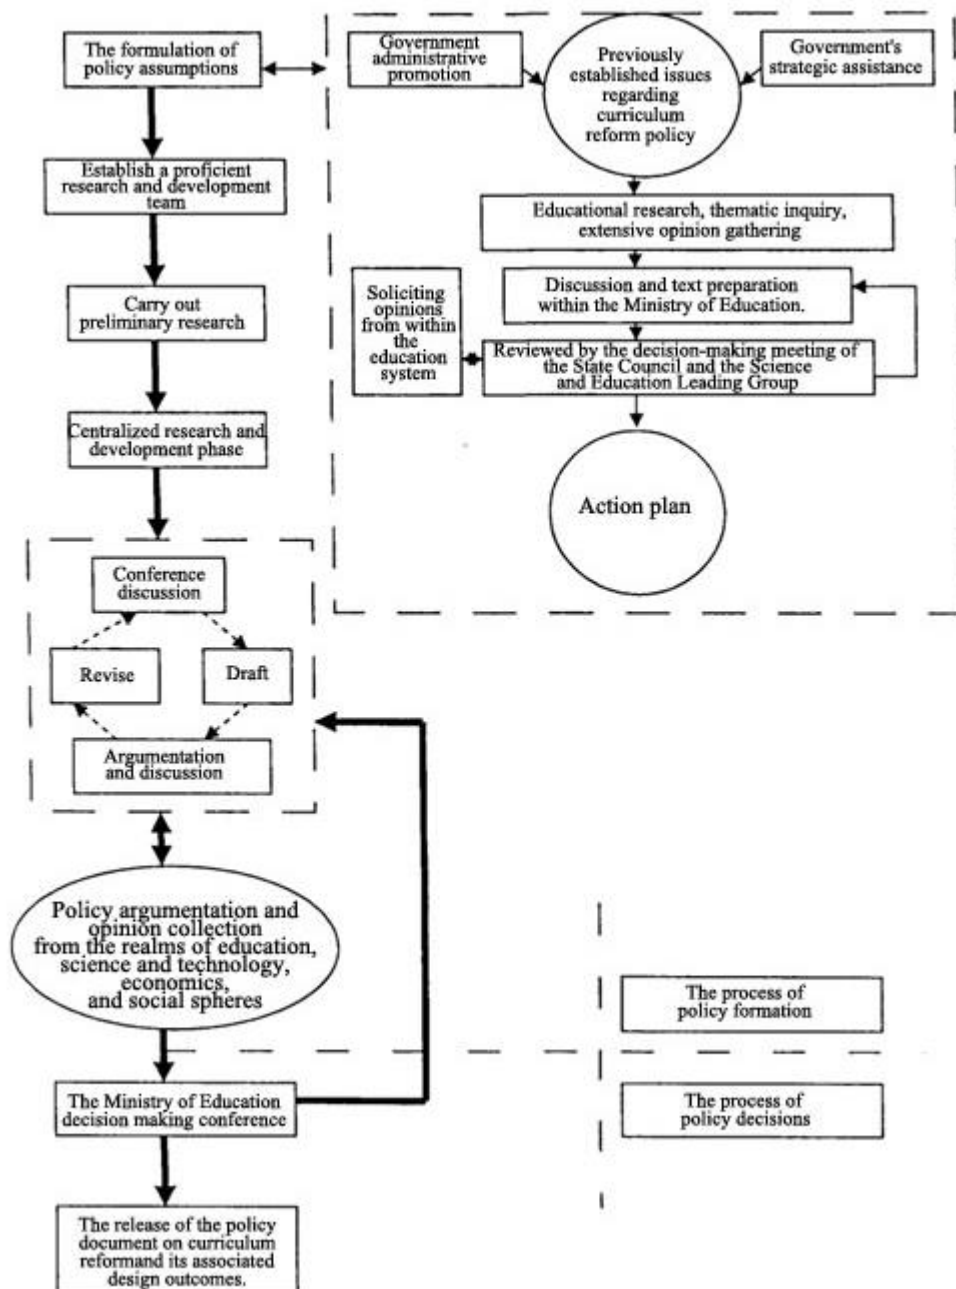 The formulation of
policy assumptions
Establish a proficient
research and development
team
Carry out
preliminary research
Centralized research and
development phase
Conference
discussion
Revise
Draft
Argumentation
and discussion
Policy argumentation and
opinion collection
from the realms of education,
science and technology,
economics,
and social spheres
The Ministry of Education
decision making conference
The release of the policy
document on curriculum
reformand its associated
design outcomes.
Government
administrative
promotion
Previously
established issues
regarding
curriculum
reform policy
Government's
strategic assistance
Educational research, thematic inquiry,
extensive opinion gathering
Discussion and text preparation
within the Ministry of Education.
Soliciting
opinions
from within
the
education
system
Reviewed by the decision-making meeting of
the State Council and the Science
and Education Leading Group
Action plan
The process of
policy formation
The process of
policy decisions